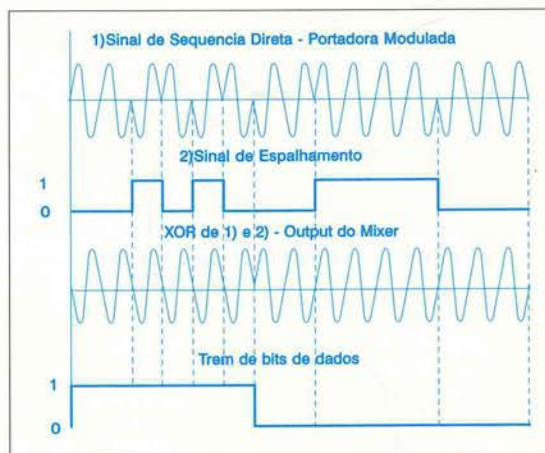 1)Sinal de Sequencia Direta - Portadora Modulada
2)Sinal de Espalhamento
1
0
XOR de 1) e 2) - Output do Mixer
Trem de bits de dados
1
0